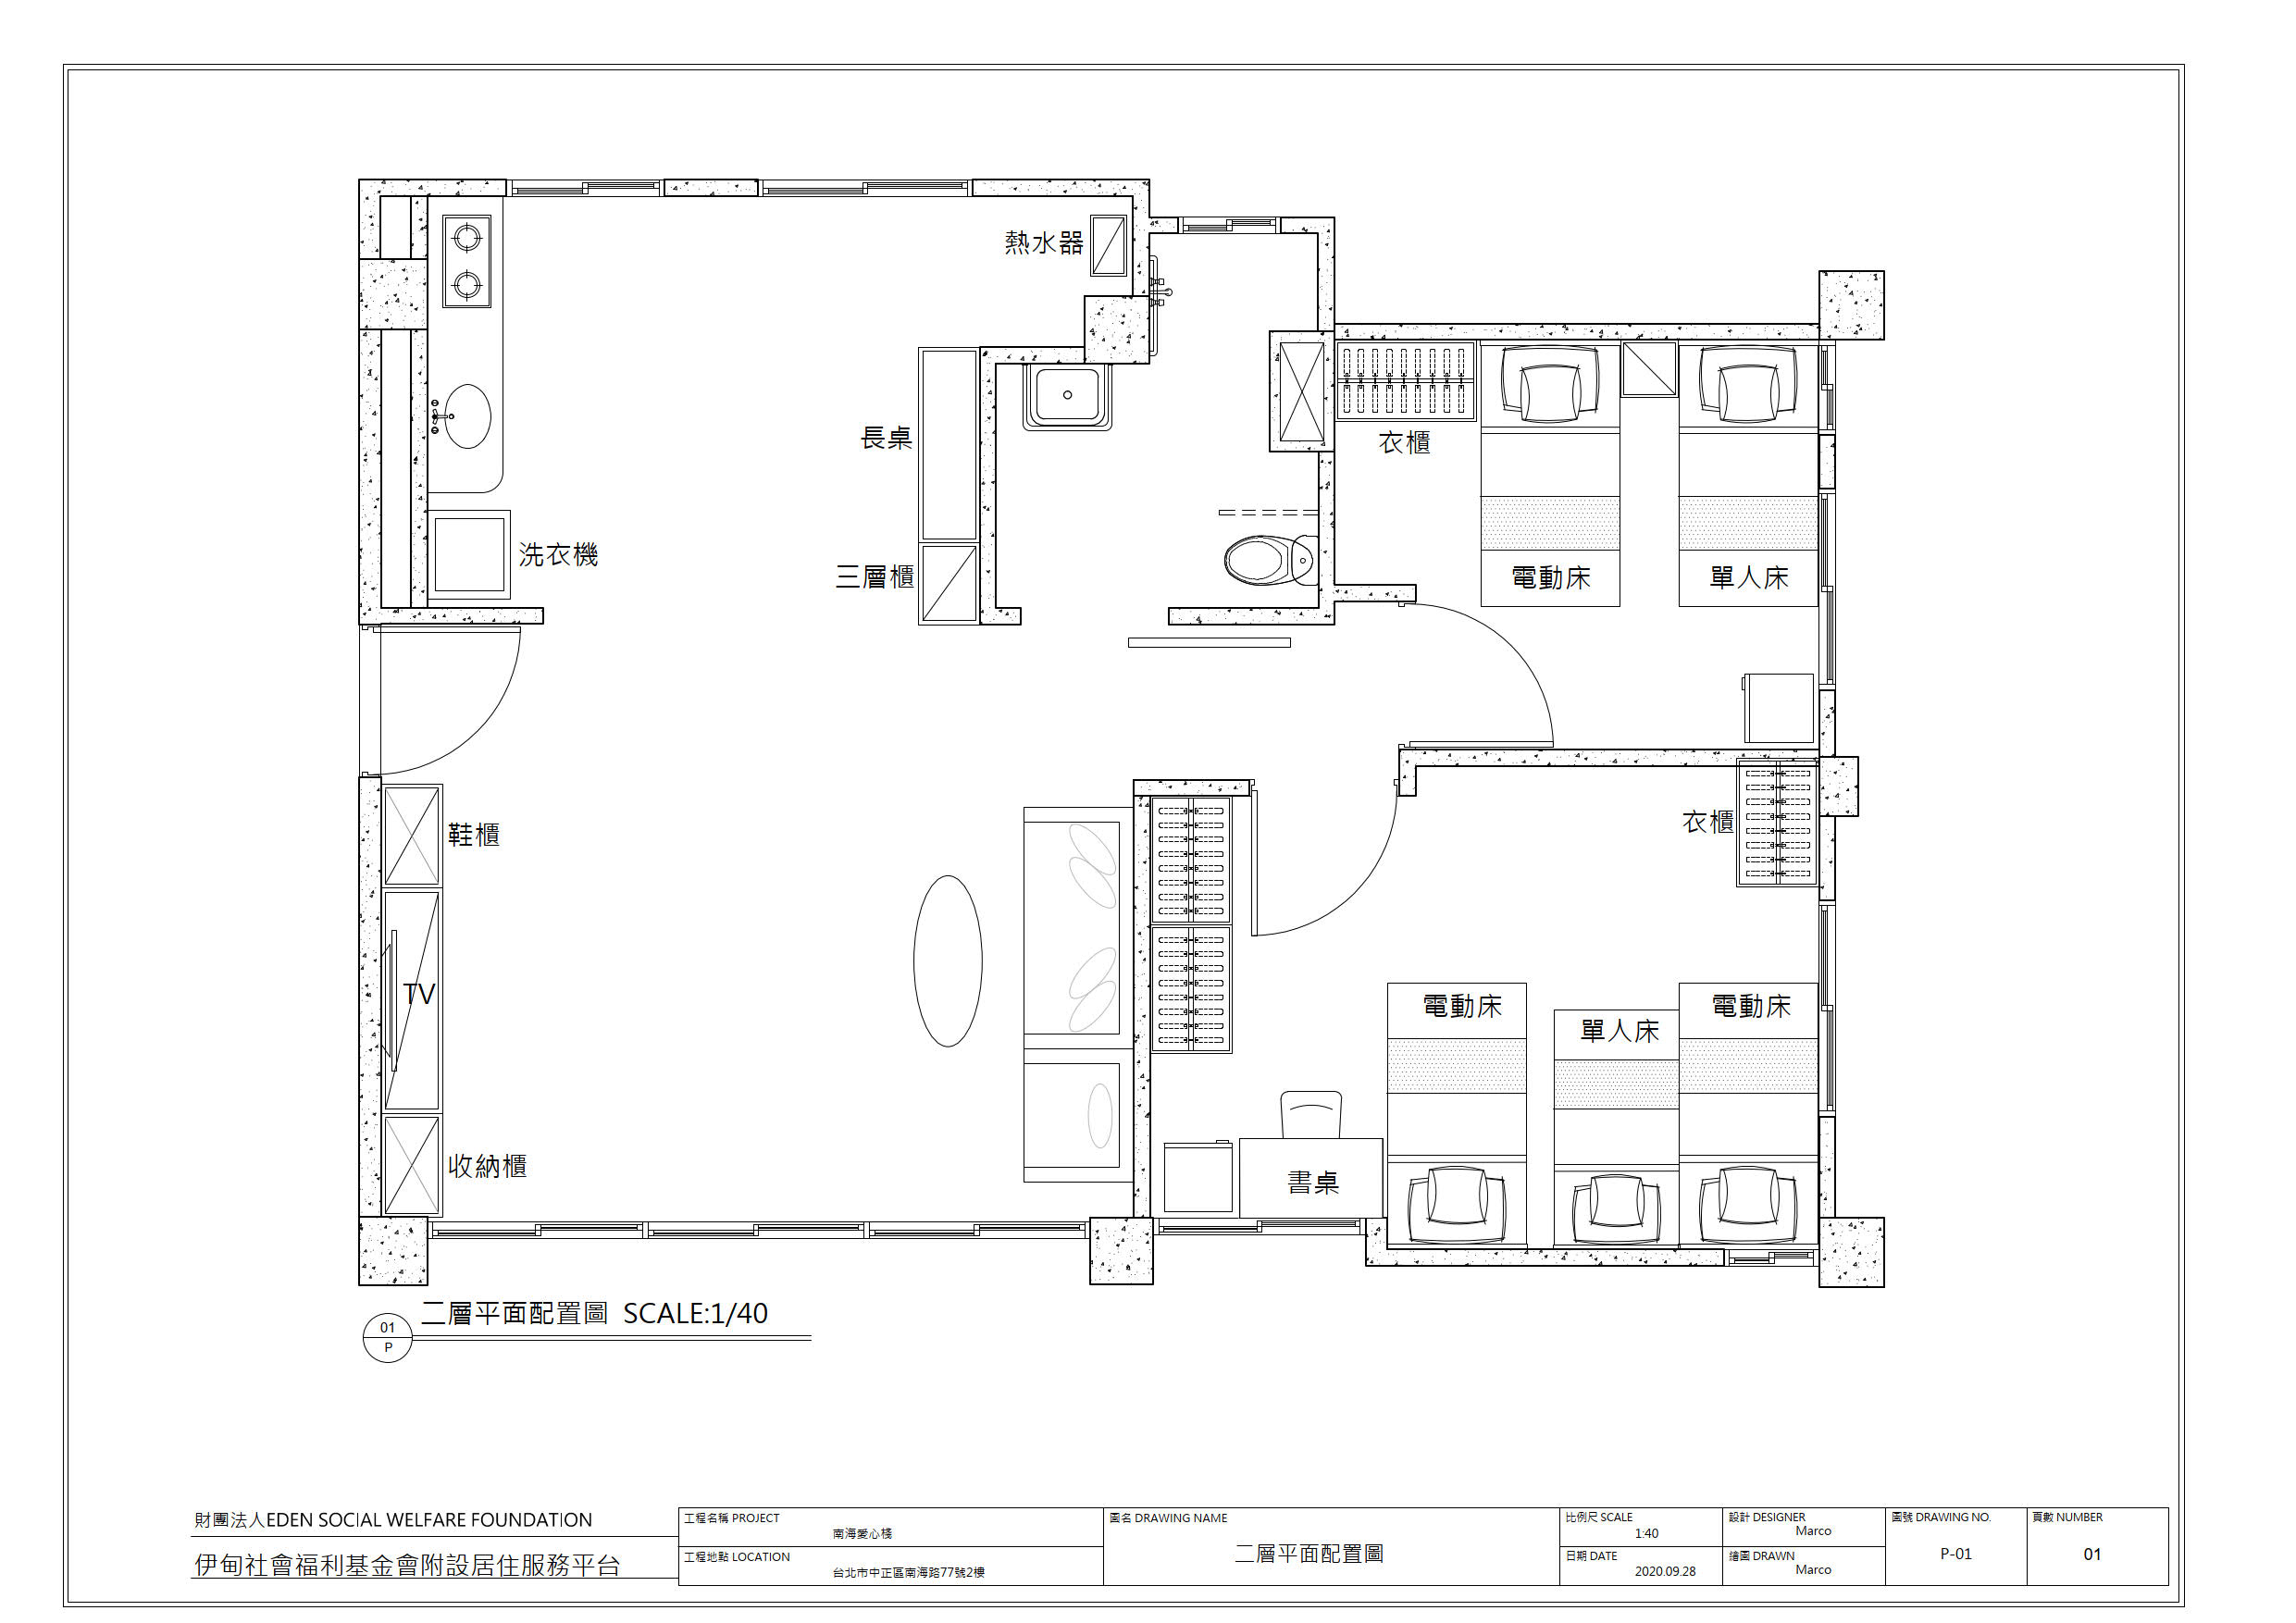 熱水器
長桌
衣櫃
洗衣機
三層櫃
電動床
單人床
鞋櫃
衣櫃
TV
電動床
電動床
單人床
收納櫃
書桌
二層平面配置圖 SCALE:1/40
01
P
財團法人EDEN SOCIAL WELFARE FOUNDATION
伊甸社會福利基金會附設居住服務平台
工程名稱 PROJECT
南海愛心棧
工程地點 LOCATION
台北市中正區南海路77號2樓
圖名 DRAWING NAME
二層平面配置圖
比例尺 SCALE
1:40
日期 DATE
2020.09.28
設計 DESIGNER
Marco
繪圖 DRAWN
Marco
圖號 DRAWING NO.
P-01
頁數 NUMBER
01